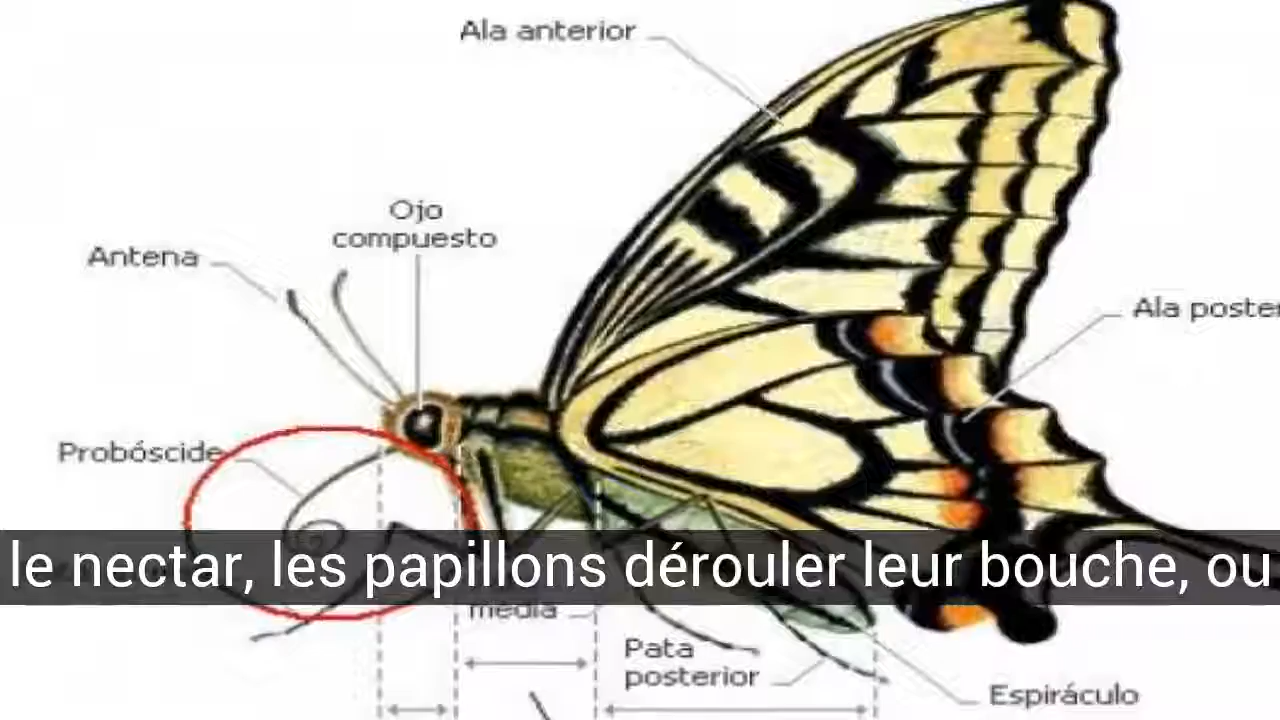 Ala anterior
Ojo
compuesto
Antena
Ala poster
Probóscide
le nectar, les papillons dérouler leur bouche, ou
media
Pata
posterior
Espiráculo